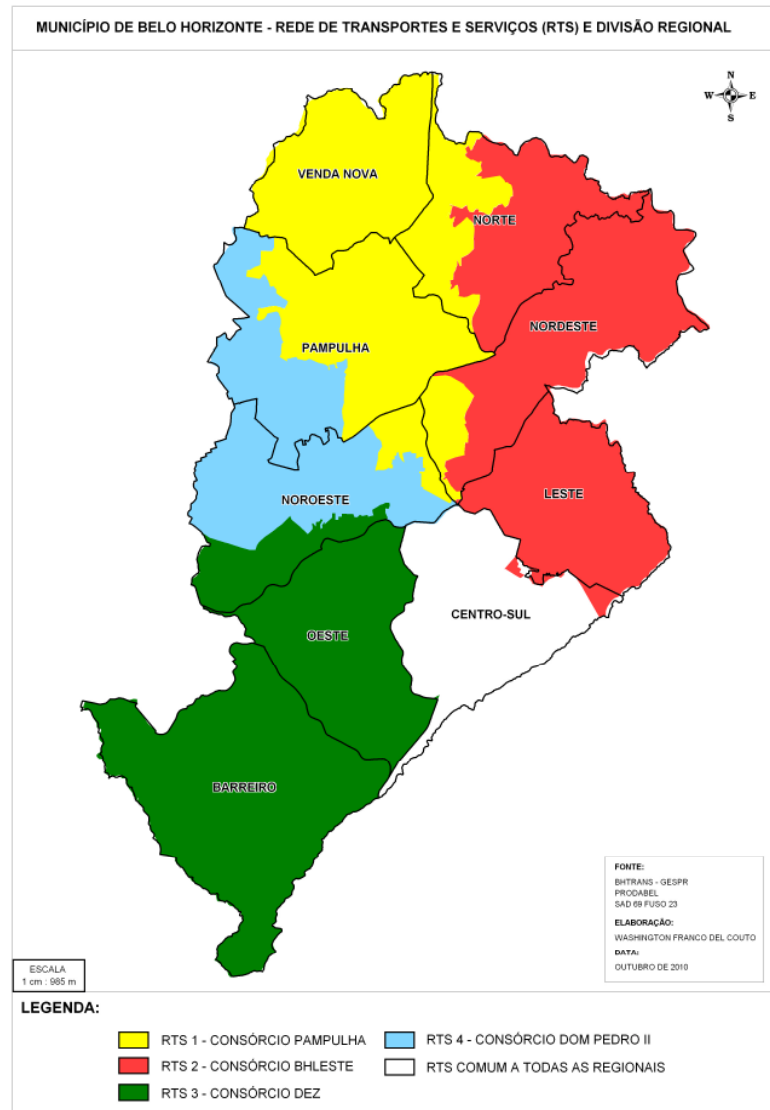 MUNICÍPIO DE BELO HORIZONTE - REDE DE TRANSPORTES E SERVIÇOS (RTS) E DIVISÃO REGIONAL
N
W E
S
VENDA NOVA
NORTE
NORDESTE
PAMPULHA
LESTE
NOROESTE
CENTRO-SUL
OESTE
BARREIRO
FONTE:
BHTRANS - GESPR
PRODABEL
SAD 69 FUSO 23
ELABORAÇÃO:
WASHINGTON FRANCO DEL COUTO
DATA:
OUTUBRO DE 2010
ESCALA
1 cm : 985 m
LEGENDA:
RTS 1 - CONSÓRCIO PAMPULHA
RTS 2 - CONSÓRCIO BHLESTE
RTS 3 - CONSÓRCIO DEZ
RTS 4 - CONSÓRCIO DOM PEDRO II
RTS COMUM A TODAS AS REGIONAIS